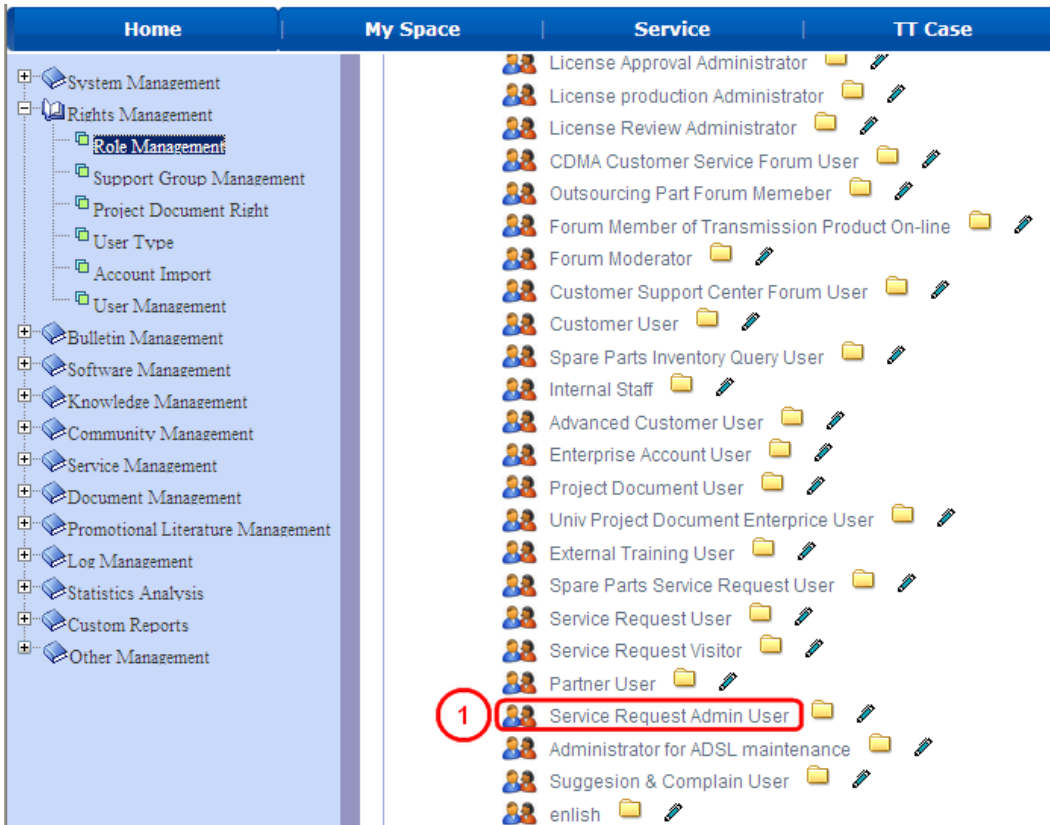 Home
My Space
Service
TT Case
System Management
Rights Management
Role Management
Support Group Management
Project Document Right
User Type
Account Import
User Management
Bulletin Management
Software Management
Knowledge Management
Community Management
Service Management
Document Management
Promotional Literature Management
Log Management
Statistics Analysis
Custom Reports
Other Management
License Approval Administrator
License production Administrator
License Review Administrator
CDMA Customer Service Forum User
Outsourcing Part Forum Memeber
Forum Member of Transmission Product On-line
Forum Moderator
Customer Support Center Forum User
Customer User
Spare Parts Inventory Query User
Internal Staff
Advanced Customer User
Enterprise Account User
Project Document User
Univ Project Document Enterprice User
External Training User
Spare Parts Service Request User
Service Request User
Service Request Visitor
Partner User
1
Service Request Admin User
Administrator for ADSL maintenance
Suggesion & Complain User
enlish